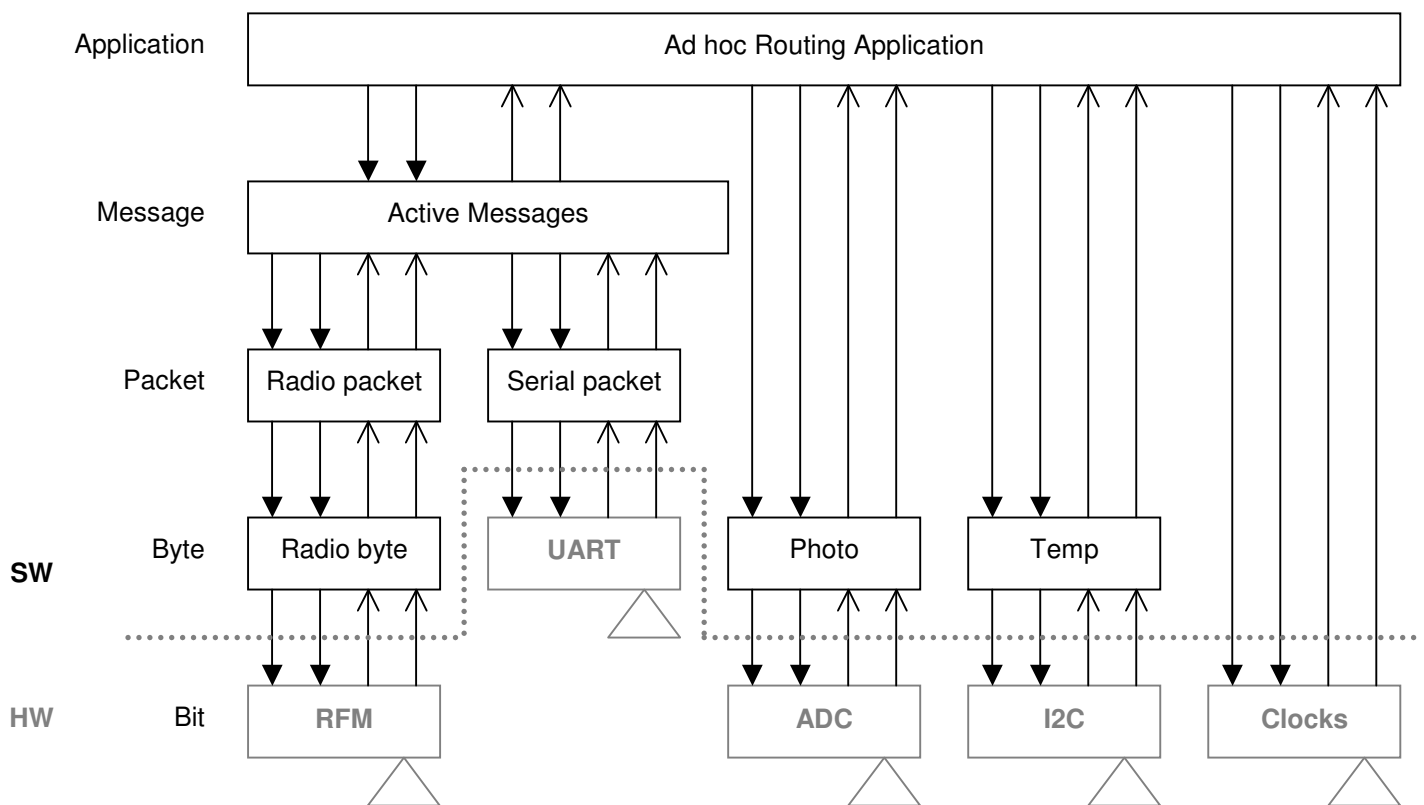 Application
Ad hoc Routing Application
Message
Active Messages
Packet
Radio packet
Serial packet
Byte
Radio byte
UART
Photo
Temp
SW
HW
Bit
RFM
ADC
I2C
Clocks